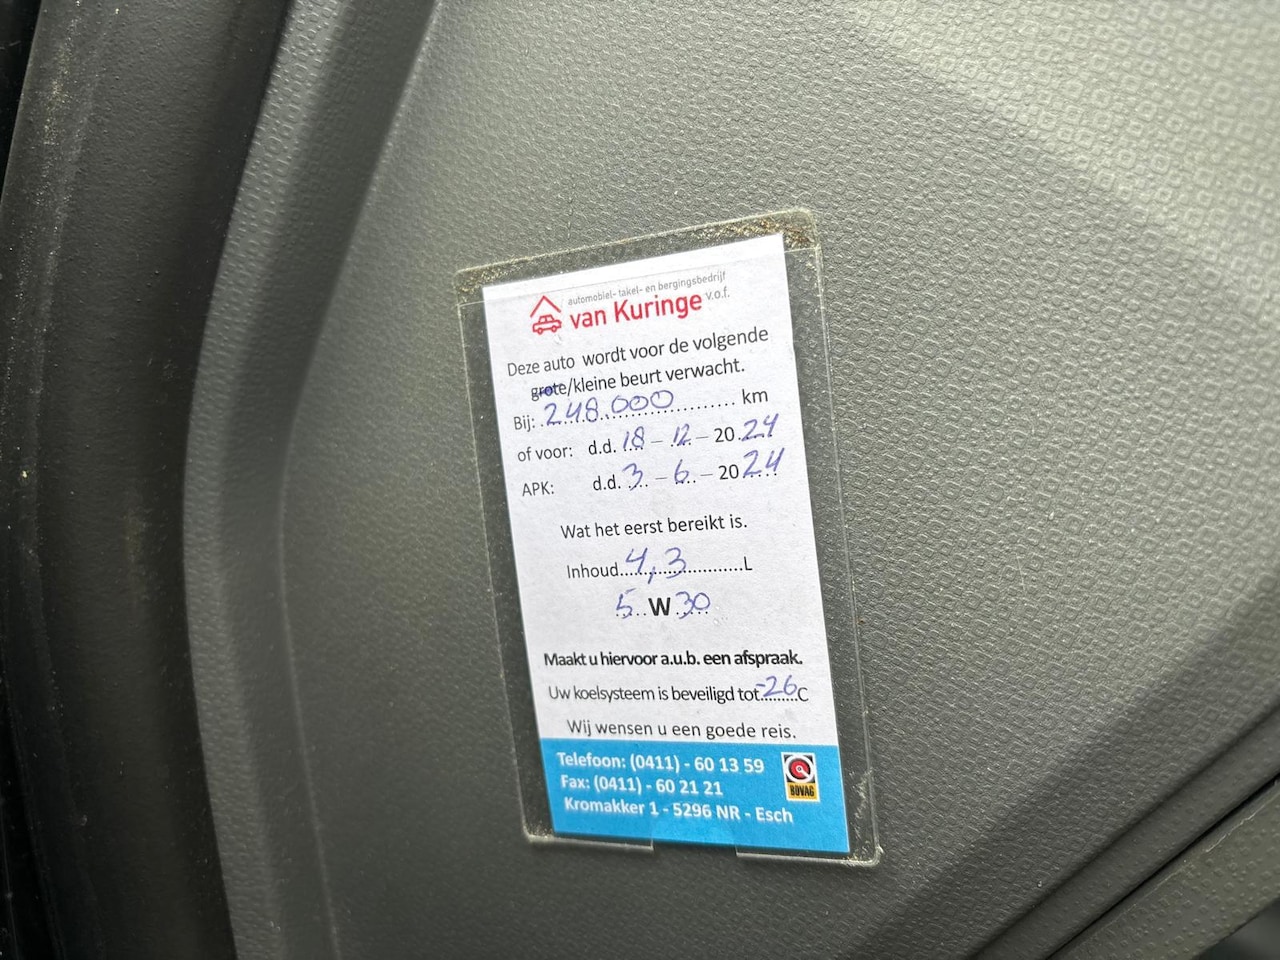 automobiel- takel- en bergingsbedrijf
van Kuringe v.o.f.
Deze auto wordt voor de volgende
grote/kleine beurt verwacht.
Bij: 248.000 km
of voor: d.d. 18 - 12 - 2024
APK: d.d. 3 - 6 - 2024
Wat het eerst bereikt is.
Inhoud 4,3 L
5 W 30
Maakt u hiervoor a.u.b. een afspraak.
Uw koelsysteem is beveiligd tot -26 C
Wij wensen u een goede reis.
Telefoon: (0411) - 60 13 59
Fax: (0411) - 60 21 21
Kromakker 1 - 5296 NR - Esch
BOVAG